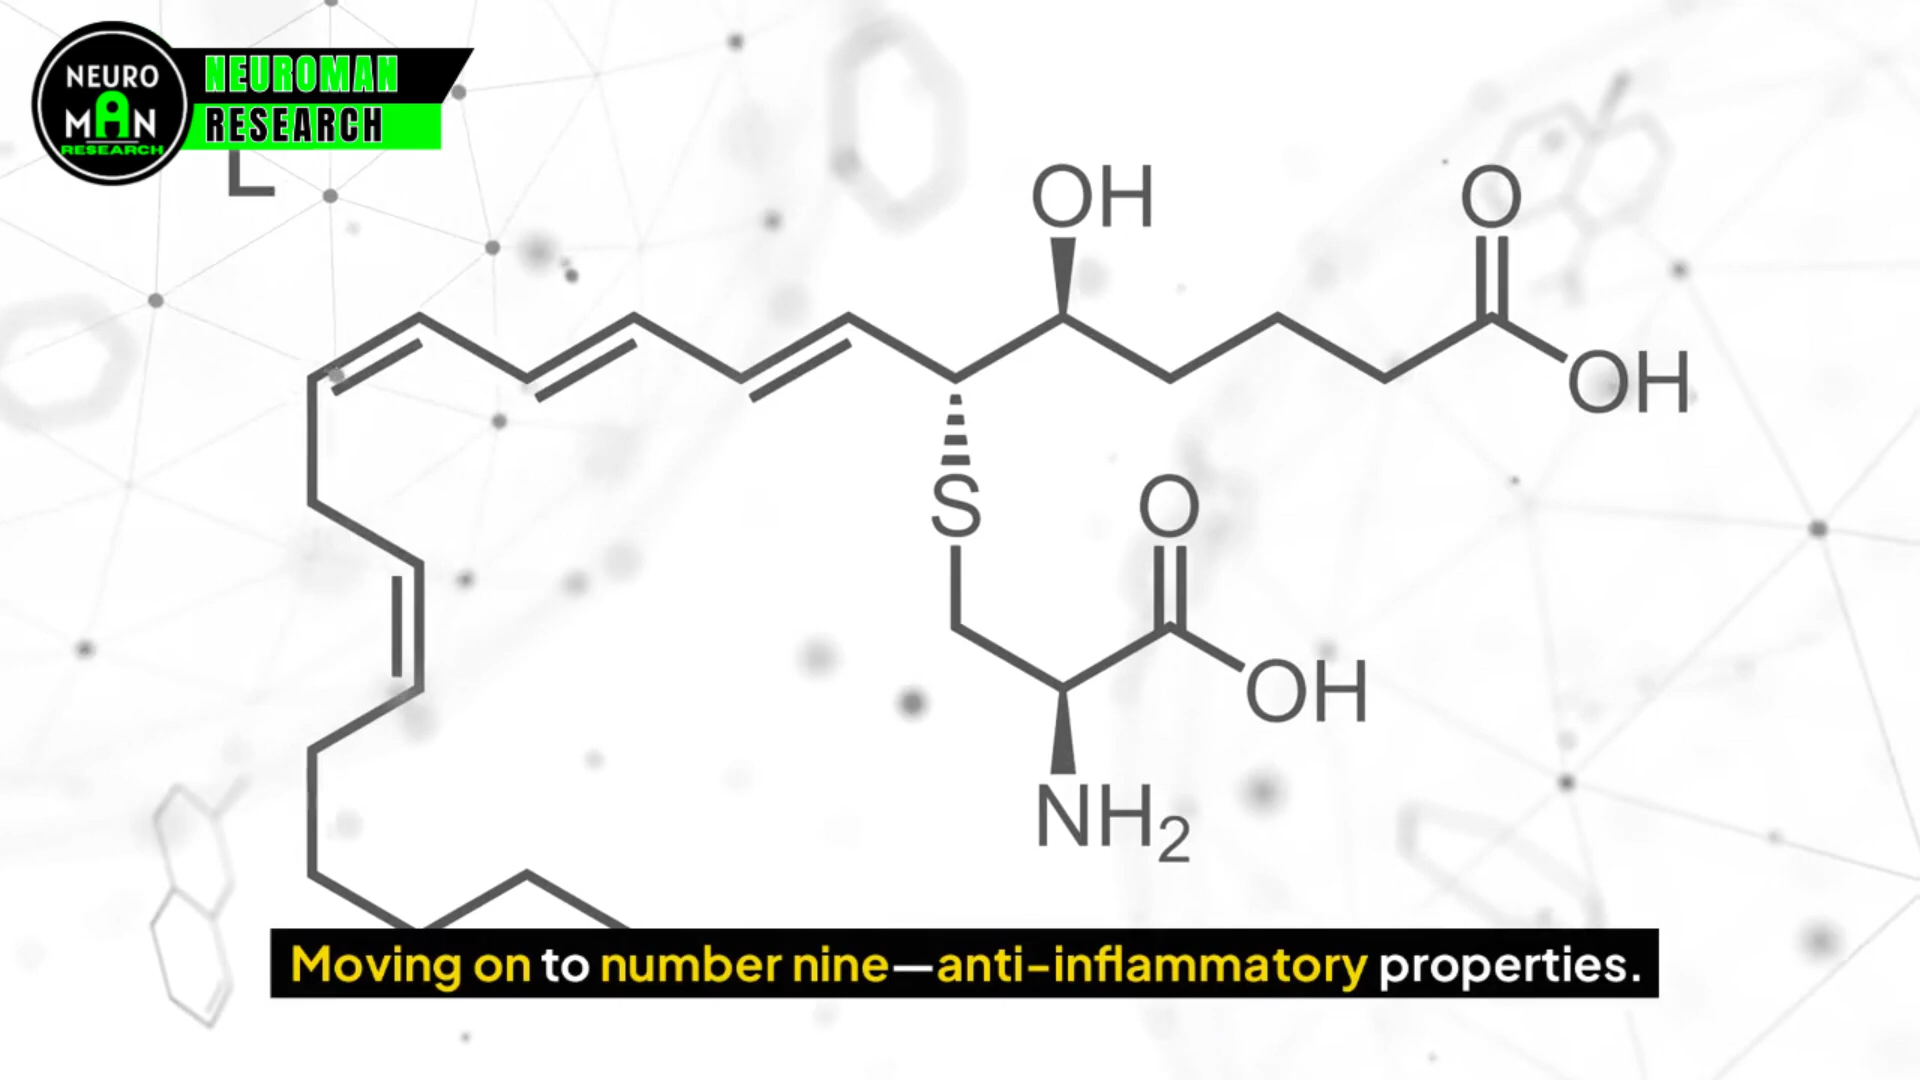 NEURO
MAN
RESEARCH
NEUROMAN
RESEARCH
L
OH
O
OH
S
O
OH
NH2
Moving on to number nine—anti-inflammatory properties.